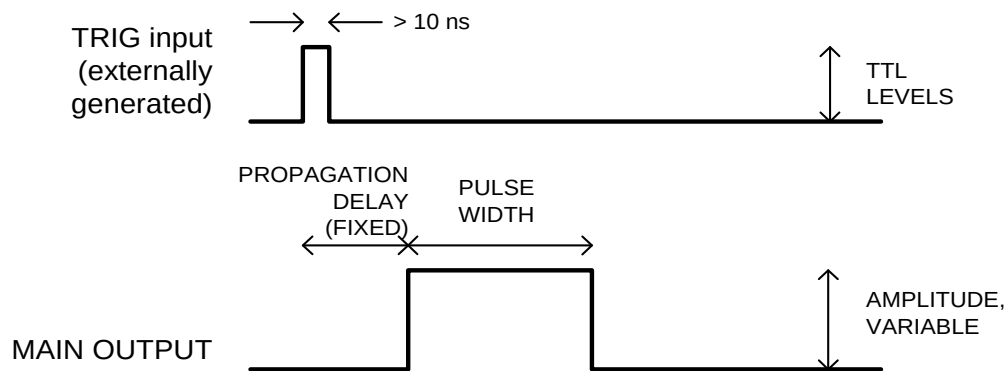 > 10 ns
TRIG input
(externally
generated)
TTL
LEVELS
PROPAGATION
DELAY
(FIXED)
PULSE
WIDTH
AMPLITUDE,
VARIABLE
MAIN OUTPUT